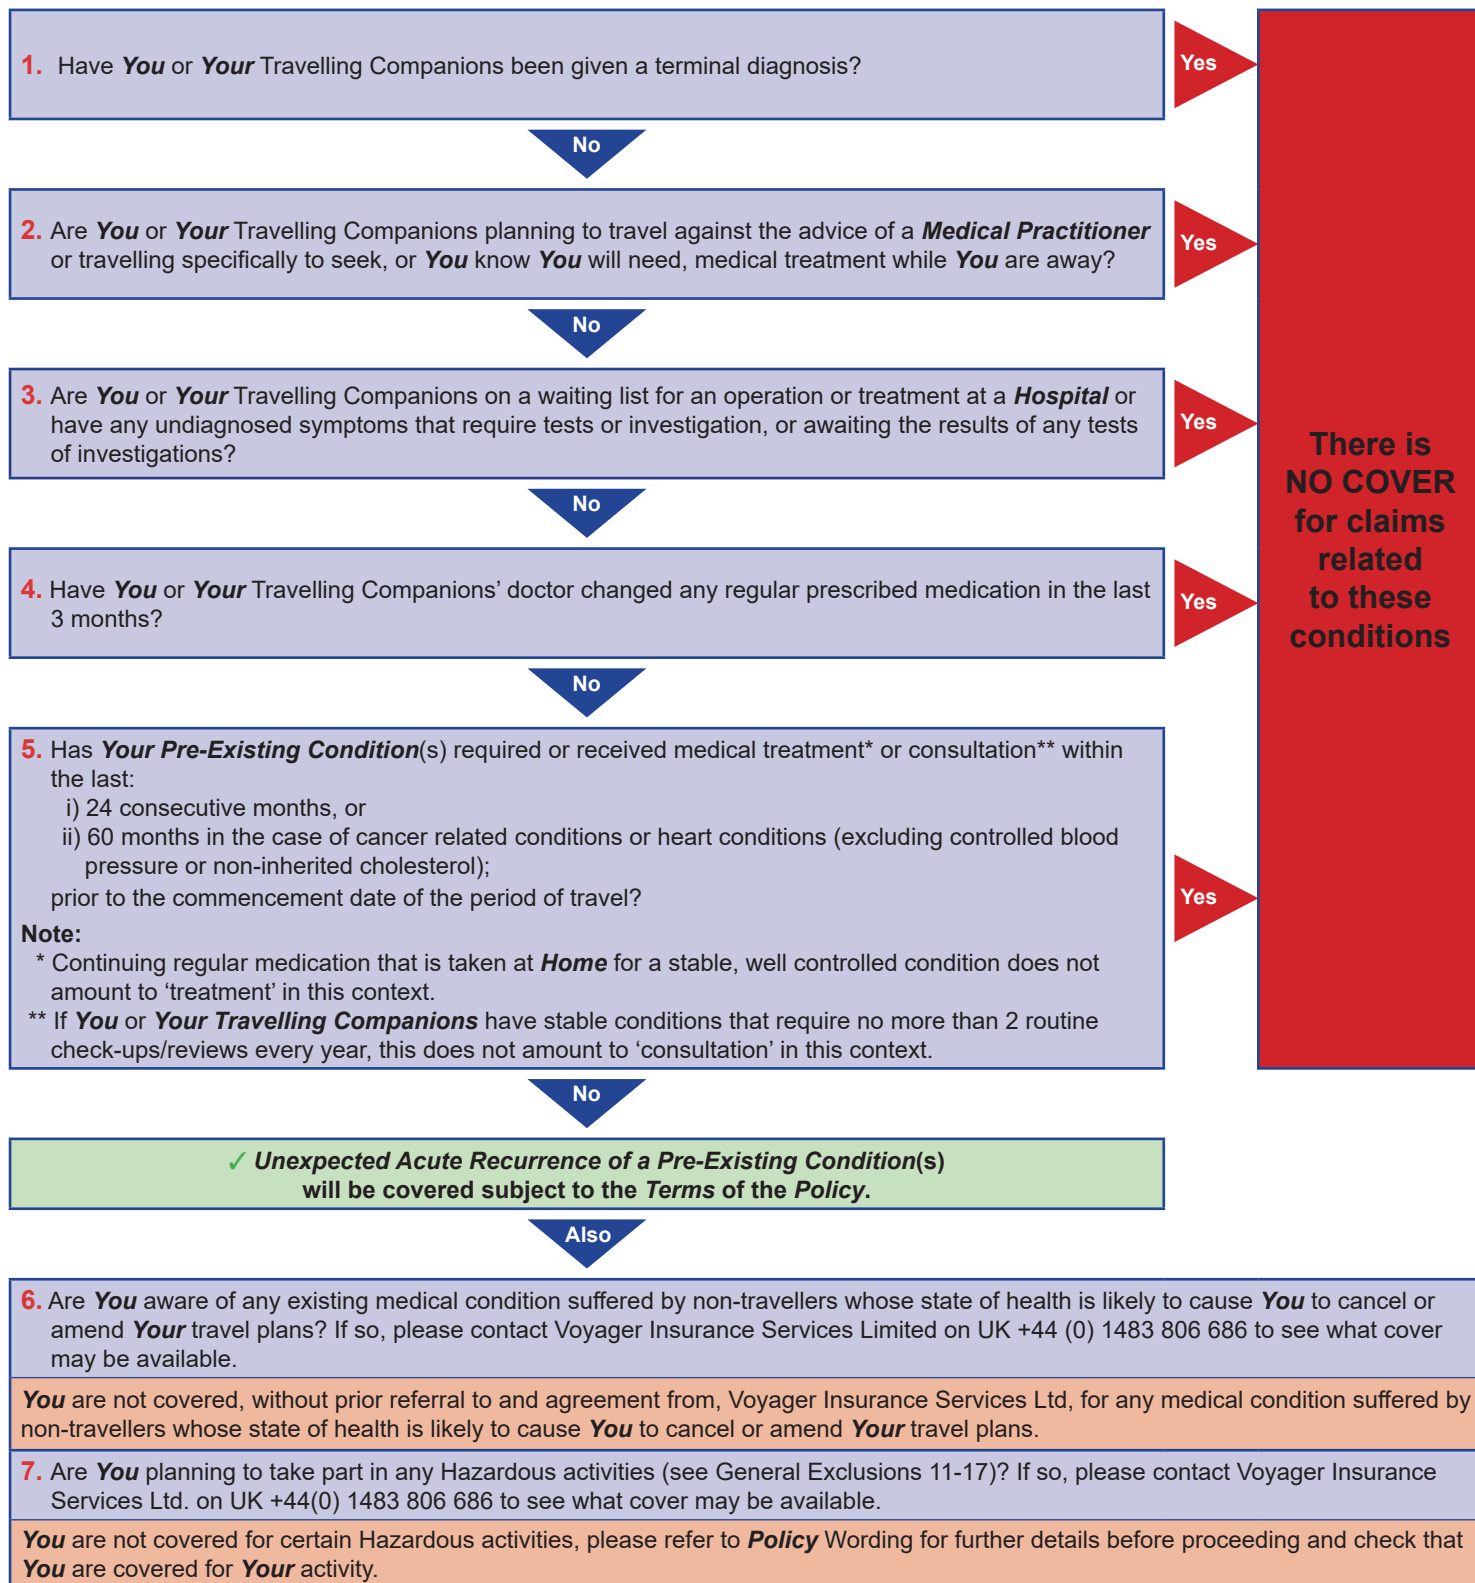 1. Have You or Your Travelling Companions been given a terminal diagnosis?
Yes
No
2. Are You or Your Travelling Companions planning to travel against the advice of a Medical Practitioner
or travelling specifically to seek, or You know You will need, medical treatment while You are away?
Yes
No
3. Are You or Your Travelling Companions on a waiting list for an operation or treatment at a Hospital or
have any undiagnosed symptoms that require tests or investigation, or awaiting the results of any tests
of investigations?
Yes
No
4. Have You or Your Travelling Companions’ doctor changed any regular prescribed medication in the last
3 months?
Yes
No
5. Has Your Pre-Existing Condition(s) required or received medical treatment* or consultation** within
the last:
i) 24 consecutive months, or
ii) 60 months in the case of cancer related conditions or heart conditions (excluding controlled blood
pressure or non-inherited cholesterol);
prior to the commencement date of the period of travel?
Note:
* Continuing regular medication that is taken at Home for a stable, well controlled condition does not
amount to ‘treatment’ in this context.
** If You or Your Travelling Companions have stable conditions that require no more than 2 routine
check-ups/reviews every year, this does not amount to ‘consultation’ in this context.
Yes
There is
NO COVER
for claims
related
to these
conditions
No
✓ Unexpected Acute Recurrence of a Pre-Existing Condition(s)
will be covered subject to the Terms of the Policy.
Also
6. Are You aware of any existing medical condition suffered by non-travellers whose state of health is likely to cause You to cancel or
amend Your travel plans? If so, please contact Voyager Insurance Services Limited on UK +44 (0) 1483 806 686 to see what cover
may be available.
You are not covered, without prior referral to and agreement from, Voyager Insurance Services Ltd, for any medical condition suffered by
non-travellers whose state of health is likely to cause You to cancel or amend Your travel plans.
7. Are You planning to take part in any Hazardous activities (see General Exclusions 11-17)? If so, please contact Voyager Insurance
Services Ltd. on UK +44(0) 1483 806 686 to see what cover may be available.
You are not covered for certain Hazardous activities, please refer to Policy Wording for further details before proceeding and check that
You are covered for Your activity.